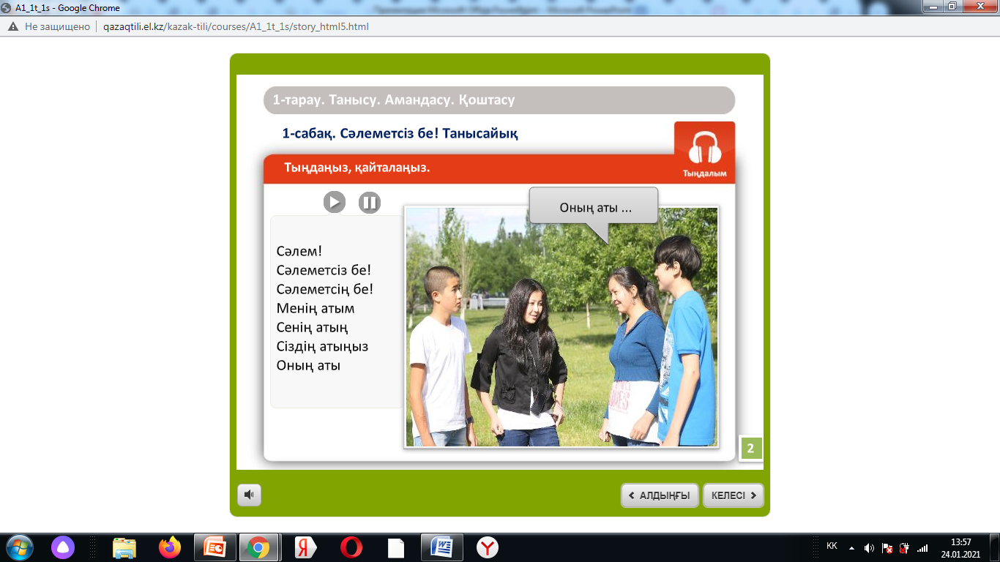 A1_1t_1s - Google Chrome
Не защищено
qazaqtili.el.kz/kazak-tili/courses/A1_1t_1s/story_html5.html
1-тарау. Танысу. Амандасу. Қоштасу
1-сабақ. Сәлеметсіз бе! Танысайық
Тыңдаңыз, қайталаңыз.
Тыңдалым
Оның аты ...
Сәлем!
Сәлеметсіз бе!
Сәлеметсің бе!
Менің атым
Сенің атың
Сіздің атыңыз
Оның аты
2
АЛДЫҢҒЫ
КЕЛЕСІ
KK
13:57
24.01.2021